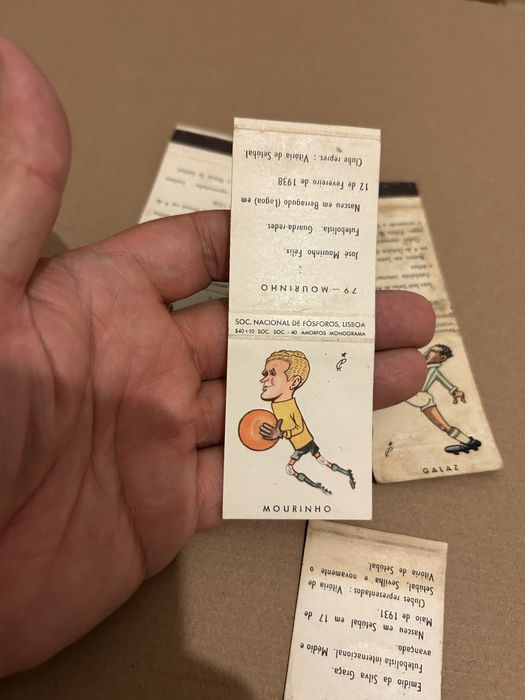 79 — MOURINHO
José Mourinho Félix.
Futebolista. Guarda-redes.
Nasceu em Berragudo (Lagoa) em
12 de Fevereiro de 1938
Clube repres.: Vitória de Setúbal.
SOC. NACIONAL DE FÓSFOROS, LISBOA
$40+10 SOC. SOC. - 40 AMORFOS MONOGRAMA
MOURINHO
GALAZ
Emídio da Silva Graça.
Futebolista internacional. Médio e
avançado.
Nasceu em Setúbal em 17 de
Maio de 1931.
Clubes representados: Vitória de
Setúbal, Sevilha e novamente o
Vitória de Setúbal.